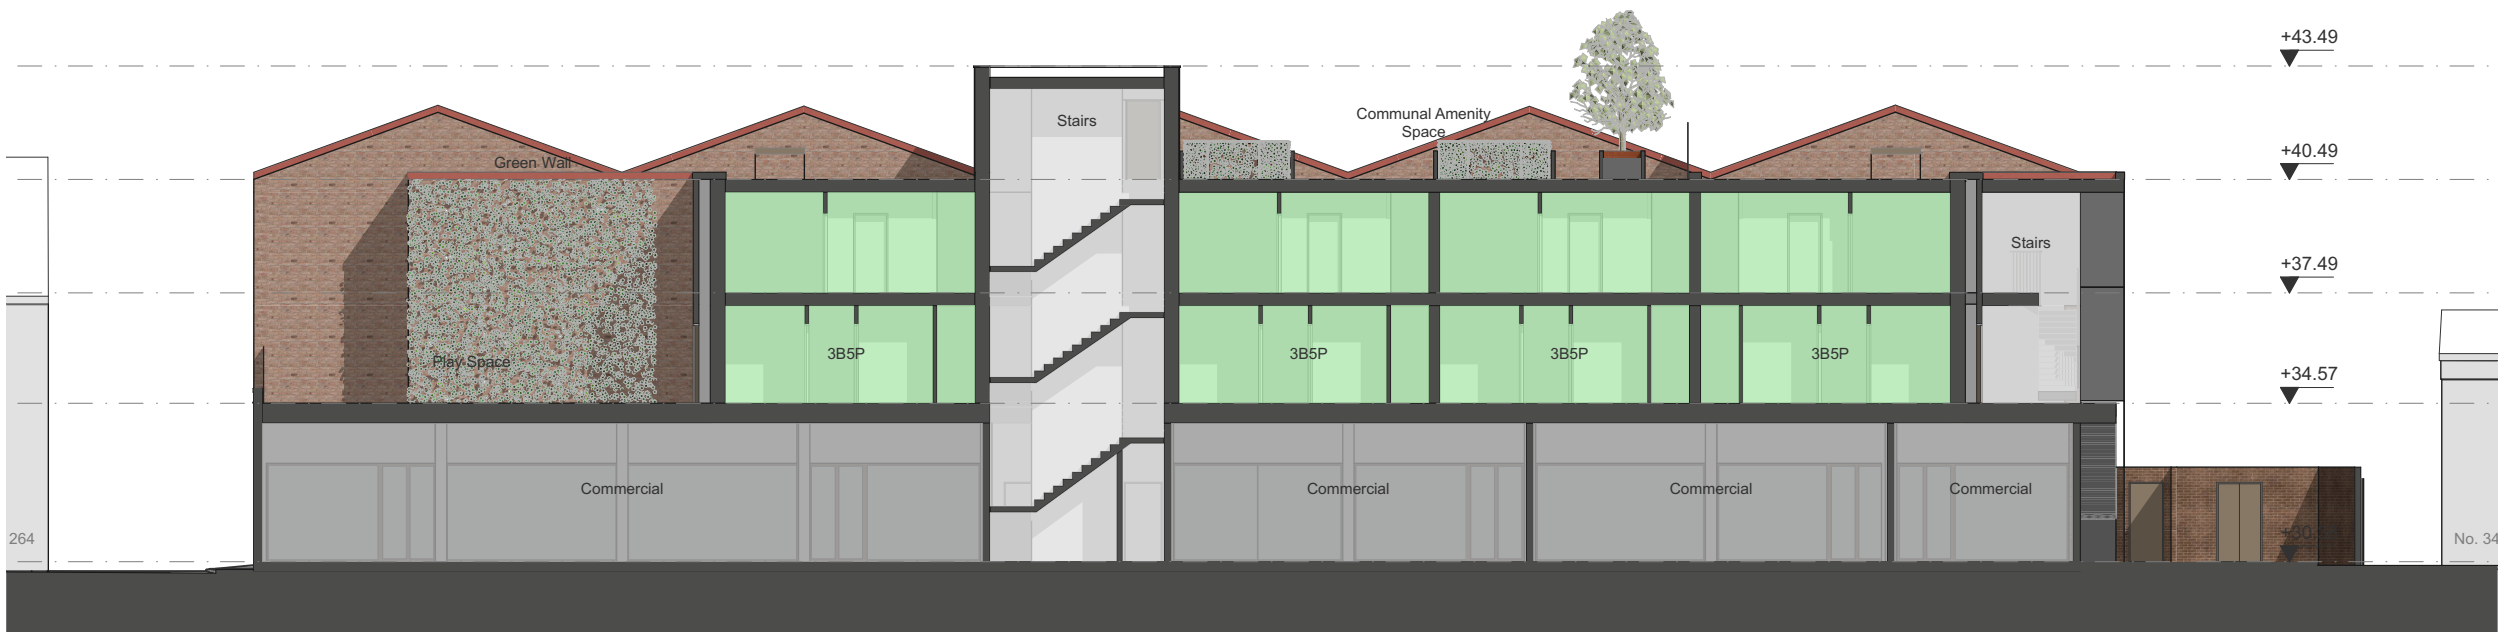 +43.49
Communal Amenity
Space
Stairs
Green Wall
+40.49
Stairs
+37.49
Play Space
3B5P
3B5P
3B5P
3B5P
+34.57
Commercial
Commercial
Commercial
Commercial
264
No. 34